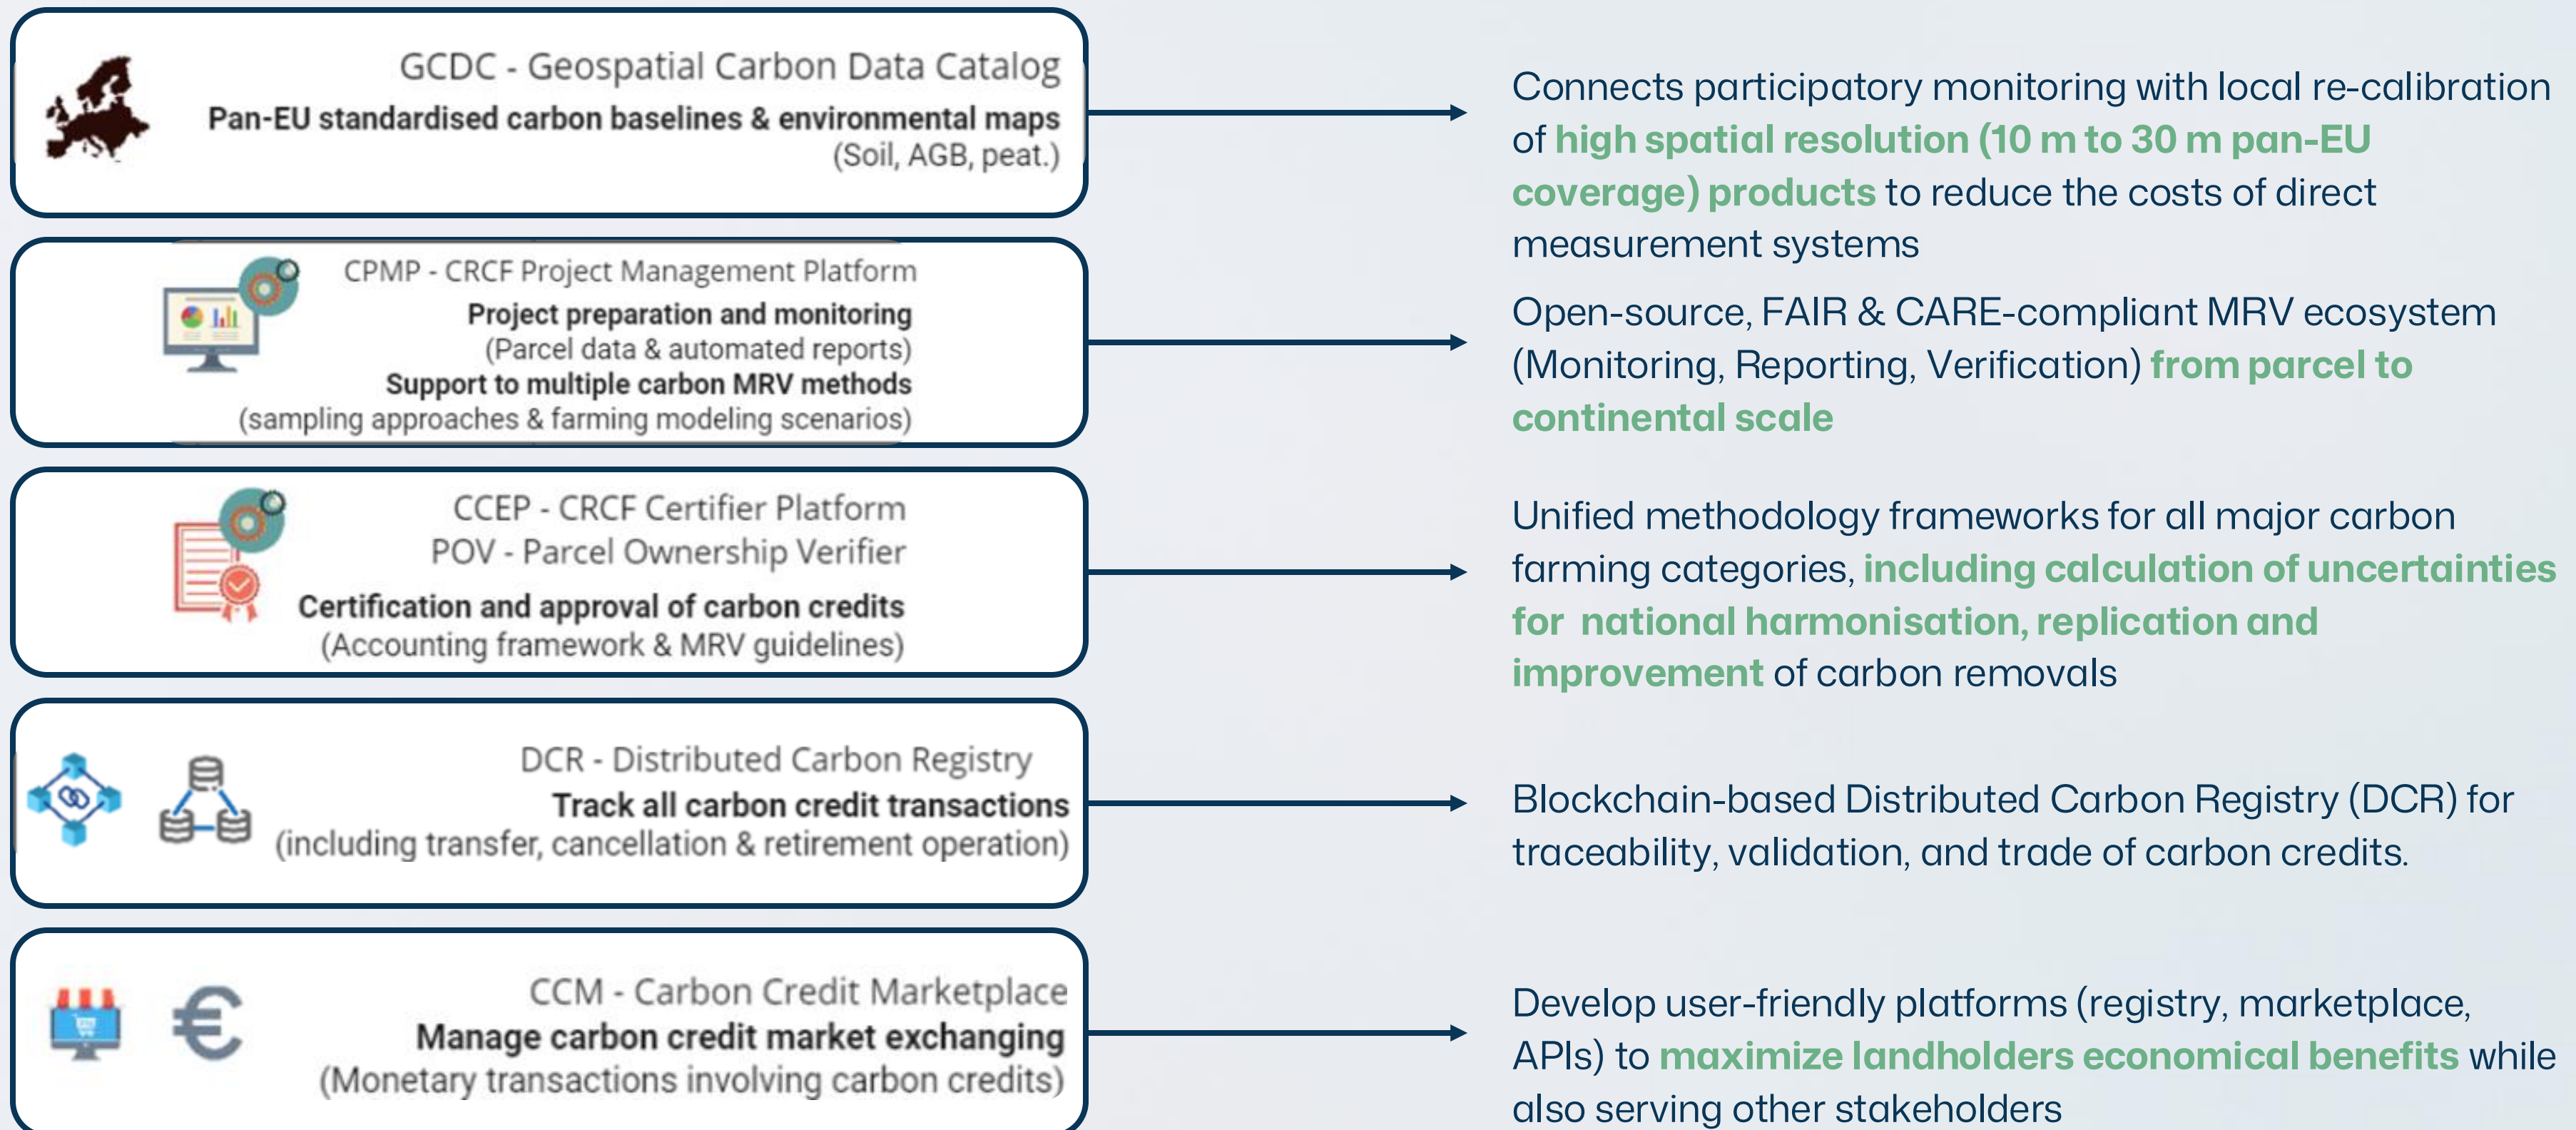 GCDC - Geospatial Carbon Data Catalog
Pan-EU standardised carbon baselines & environmental maps
(Soil, AGB, peat.)
Connects participatory monitoring with local re-calibration
of high spatial resolution (10 m to 30 m pan-EU
coverage) products to reduce the costs of direct
measurement systems
CPMP - CRCF Project Management Platform
Project preparation and monitoring
(Parcel data & automated reports)
Support to multiple carbon MRV methods
(sampling approaches & farming modeling scenarios)
Open-source, FAIR & CARE-compliant MRV ecosystem
(Monitoring, Reporting, Verification) from parcel to
continental scale
CCEP - CRCF Certifier Platform
POV - Parcel Ownership Verifier
Certification and approval of carbon credits
(Accounting framework & MRV guidelines)
Unified methodology frameworks for all major carbon
farming categories, including calculation of uncertainties
for  national harmonisation, replication and
improvement of carbon removals
DCR - Distributed Carbon Registry
Track all carbon credit transactions
(including transfer, cancellation & retirement operation)
Blockchain-based Distributed Carbon Registry (DCR) for
traceability, validation, and trade of carbon credits.
€
CCM - Carbon Credit Marketplace
Manage carbon credit market exchanging
(Monetary transactions involving carbon credits)
Develop user-friendly platforms (registry, marketplace,
APIs) to maximize landholders economical benefits while
also serving other stakeholders